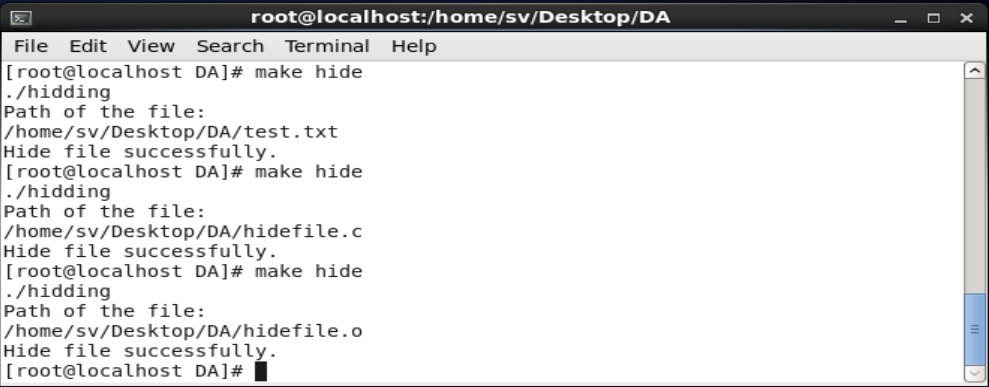 root@localhost:/home/sv/Desktop/DA
File Edit View Search Terminal Help
[root@localhost DA]# make hide
./hidding
Path of the file:
/home/sv/Desktop/DA/test.txt
Hide file successfully.
[root@localhost DA]# make hide
./hidding
Path of the file:
/home/sv/Desktop/DA/hidefile.c
Hide file successfully.
[root@localhost DA]# make hide
./hidding
Path of the file:
/home/sv/Desktop/DA/hidefile.o
Hide file successfully.
[root@localhost DA]#